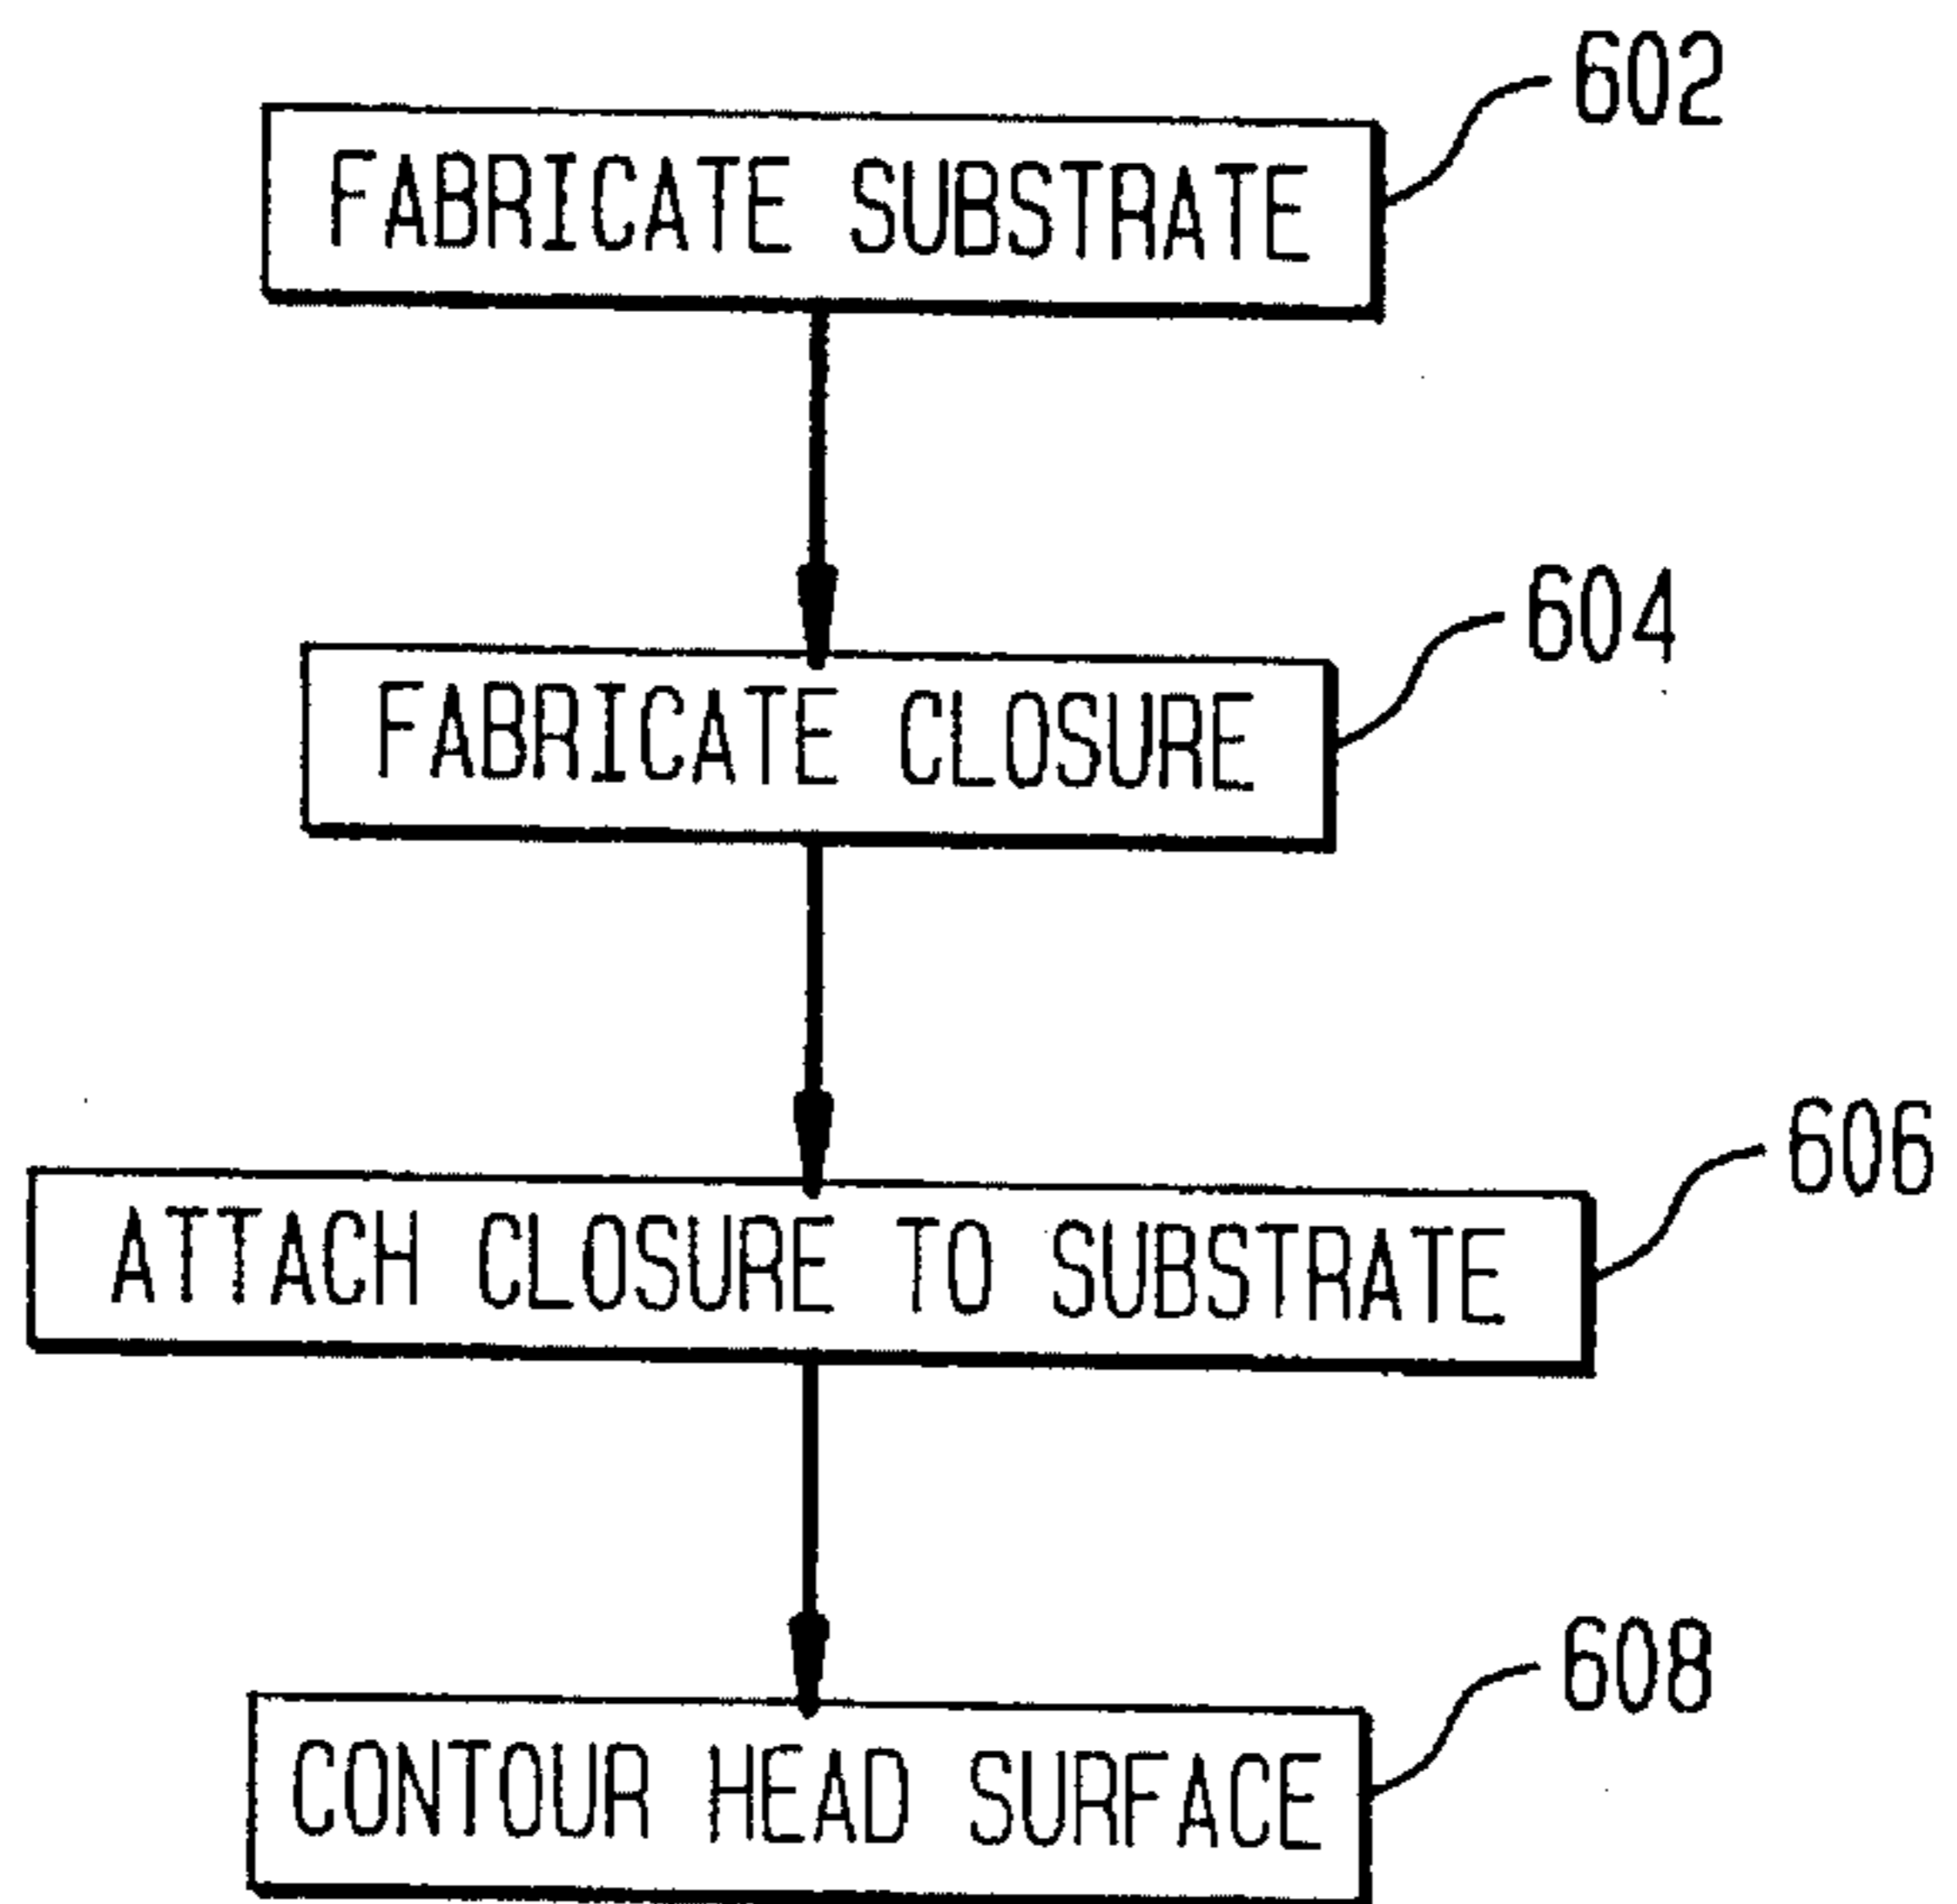 602
FABRICATE SUBSTRATE
604
FABRICATE CLOSURE
606
ATTACH CLOSURE TO SUBSTRATE
608
CONTOUR HEAD SURFACE